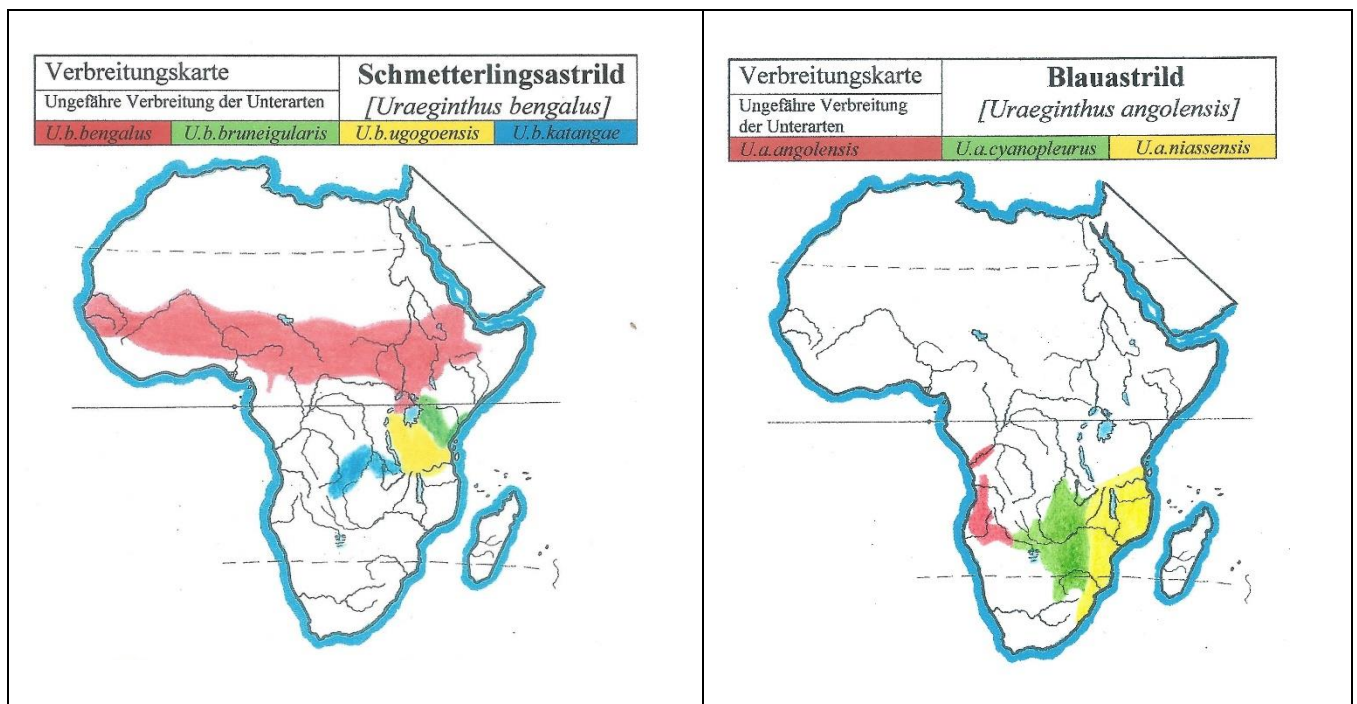 Verbreitungskarte
Ungefähre Verbreitung der Unterarten
Schmetterlingsastrild
[Uraeginthus bengalus]
U.b.bengalus U.b.bruneigularis U.b.ugogoensis U.b.katangae
Verbreitungskarte
Ungefähre Verbreitung
der Unterarten
Blauastrild
[Uraeginthus angolensis]
U.a.angolensis U.a.cyanopleurus U.a.niassensis